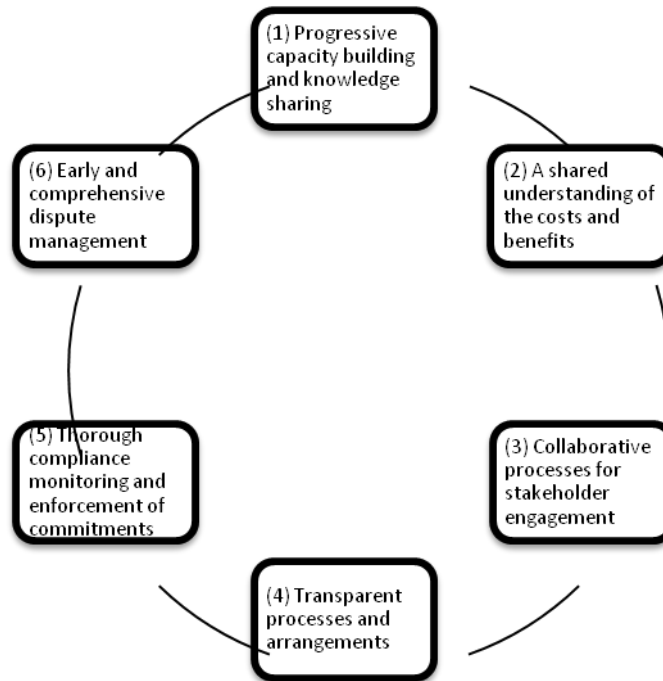 (1) Progressive
capacity building
and knowledge
sharing
(2) A shared
understanding of
the costs and
benefits
(3) Collaborative
processes for
stakeholder
engagement
(4) Transparent
processes and
arrangements
(5) Thorough
compliance
monitoring and
enforcement of
commitments
(6) Early and
comprehensive
dispute
management